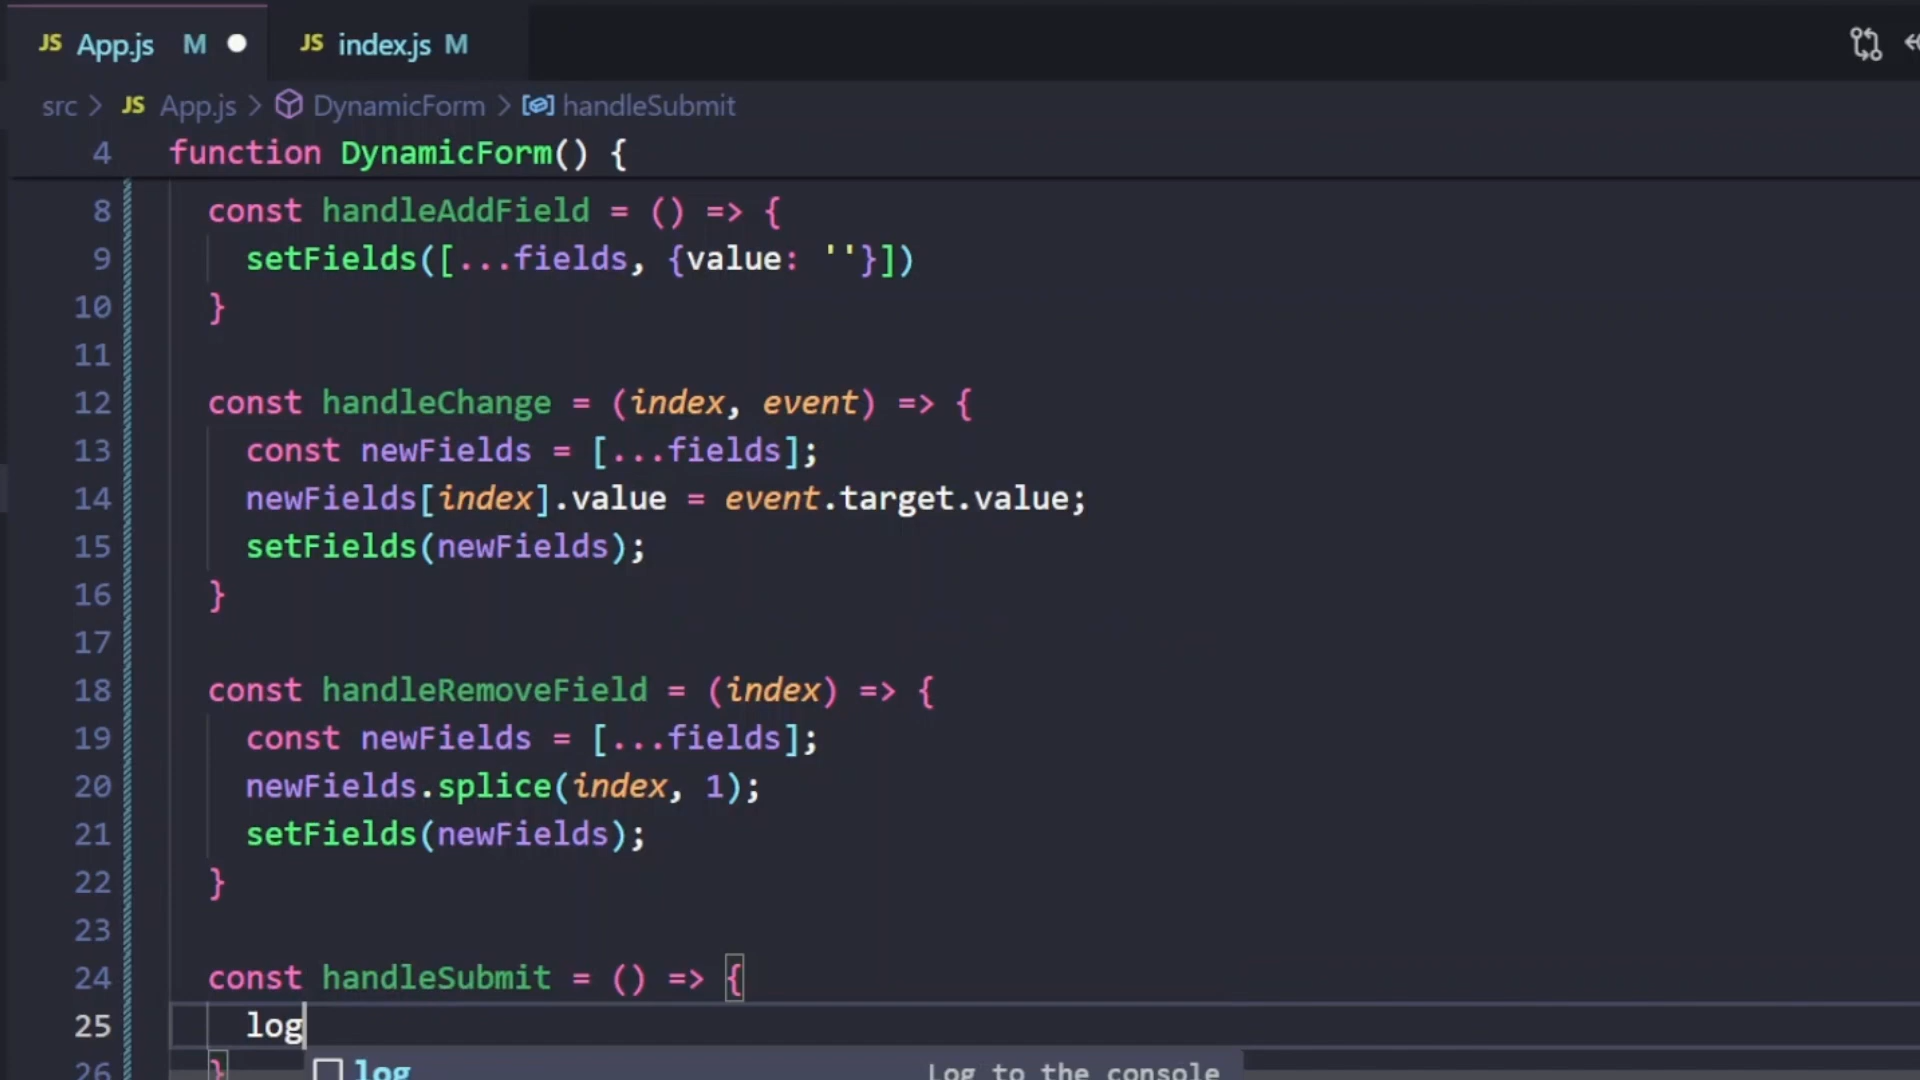 JS App.js M
JS index.js M
src > JS App.js > DynamicForm > handleSubmit
4 function DynamicForm() {
8 const handleAddField = () => {
9 setFields([...fields, {value: ''}])
10 }
11
12 const handleChange = (index, event) => {
13 const newFields = [...fields];
14 newFields[index].value = event.target.value;
15 setFields(newFields);
16 }
17
18 const handleRemoveField = (index) => {
19 const newFields = [...fields];
20 newFields.splice(index, 1);
21 setFields(newFields);
22 }
23
24 const handleSubmit = () => {
25 log
26 }
log Log to the console